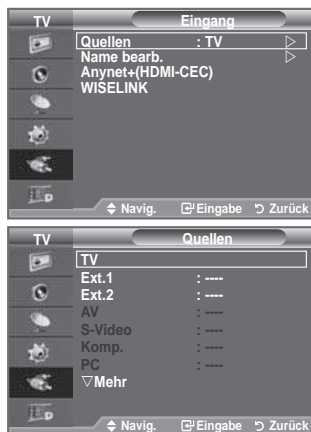 TV Eingang
Quellen : TV ▷
Name bearb. ▷
Anynet+(HDMI-CEC)
WISELINK
Navig. Eingabe Zurück
TV Quellen
TV
Ext.1 : ----
Ext.2 : ----
AV : ----
S-Video : ----
Komp. : ----
PC : ----
▽Mehr
Navig. Eingabe Zurück